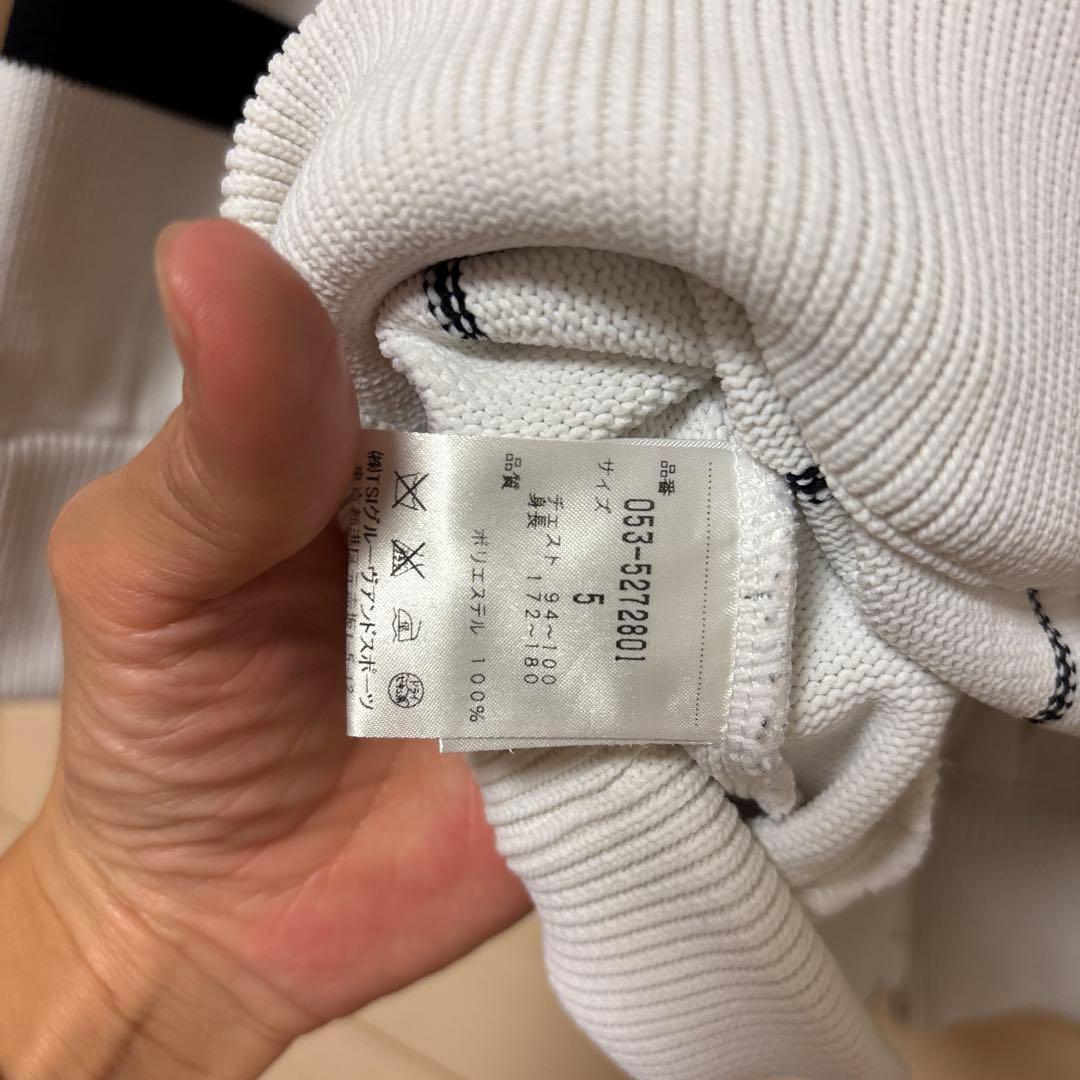 品番
053-5272801
サイズ
5
チェスト 94~100
身長 172~180
品質
ポリエステル 100%
(株)TSIグルーヴアンドスポーツ